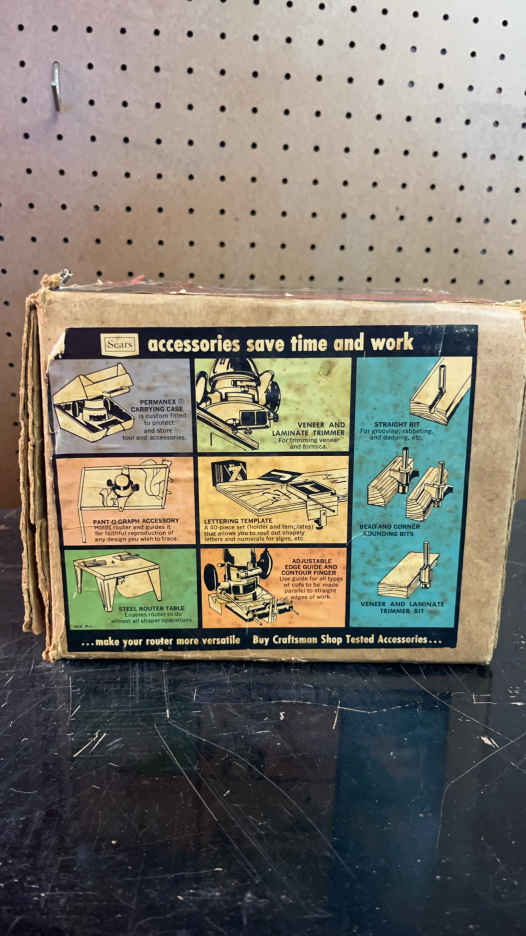 Sears
accessories save time and work
PERMANEX ®
CARRYING CASE,
is custom fitted
to protect
and store
tool and accessories.
VENEER AND
LAMINATE TRIMMER
For trimming veneer
and formica.
STRAIGHT BIT
For grooving, rabbeting,
and dadoing, etc.
PANT-O-GRAPH ACCESSORY
Holds router and guides it
for faithful reproduction of
any design you wish to trace.
LETTERING TEMPLATE
A 60-piece set (holder and templates)
that allows you to rout out shapely
letters and numerals for signs, etc.
BEAD AND CORNER
ROUNDING BITS
STEEL ROUTER TABLE
Enables router to do
almost all shaper operations.
ADJUSTABLE
EDGE GUIDE AND
CONTOUR FINGER
Use guide for all types
of cuts to be made
parallel to straight
edges of work.
VENEER AND LAMINATE
TRIMMER BIT
...make your router more versatile Buy Craftsman Shop Tested Accessories...